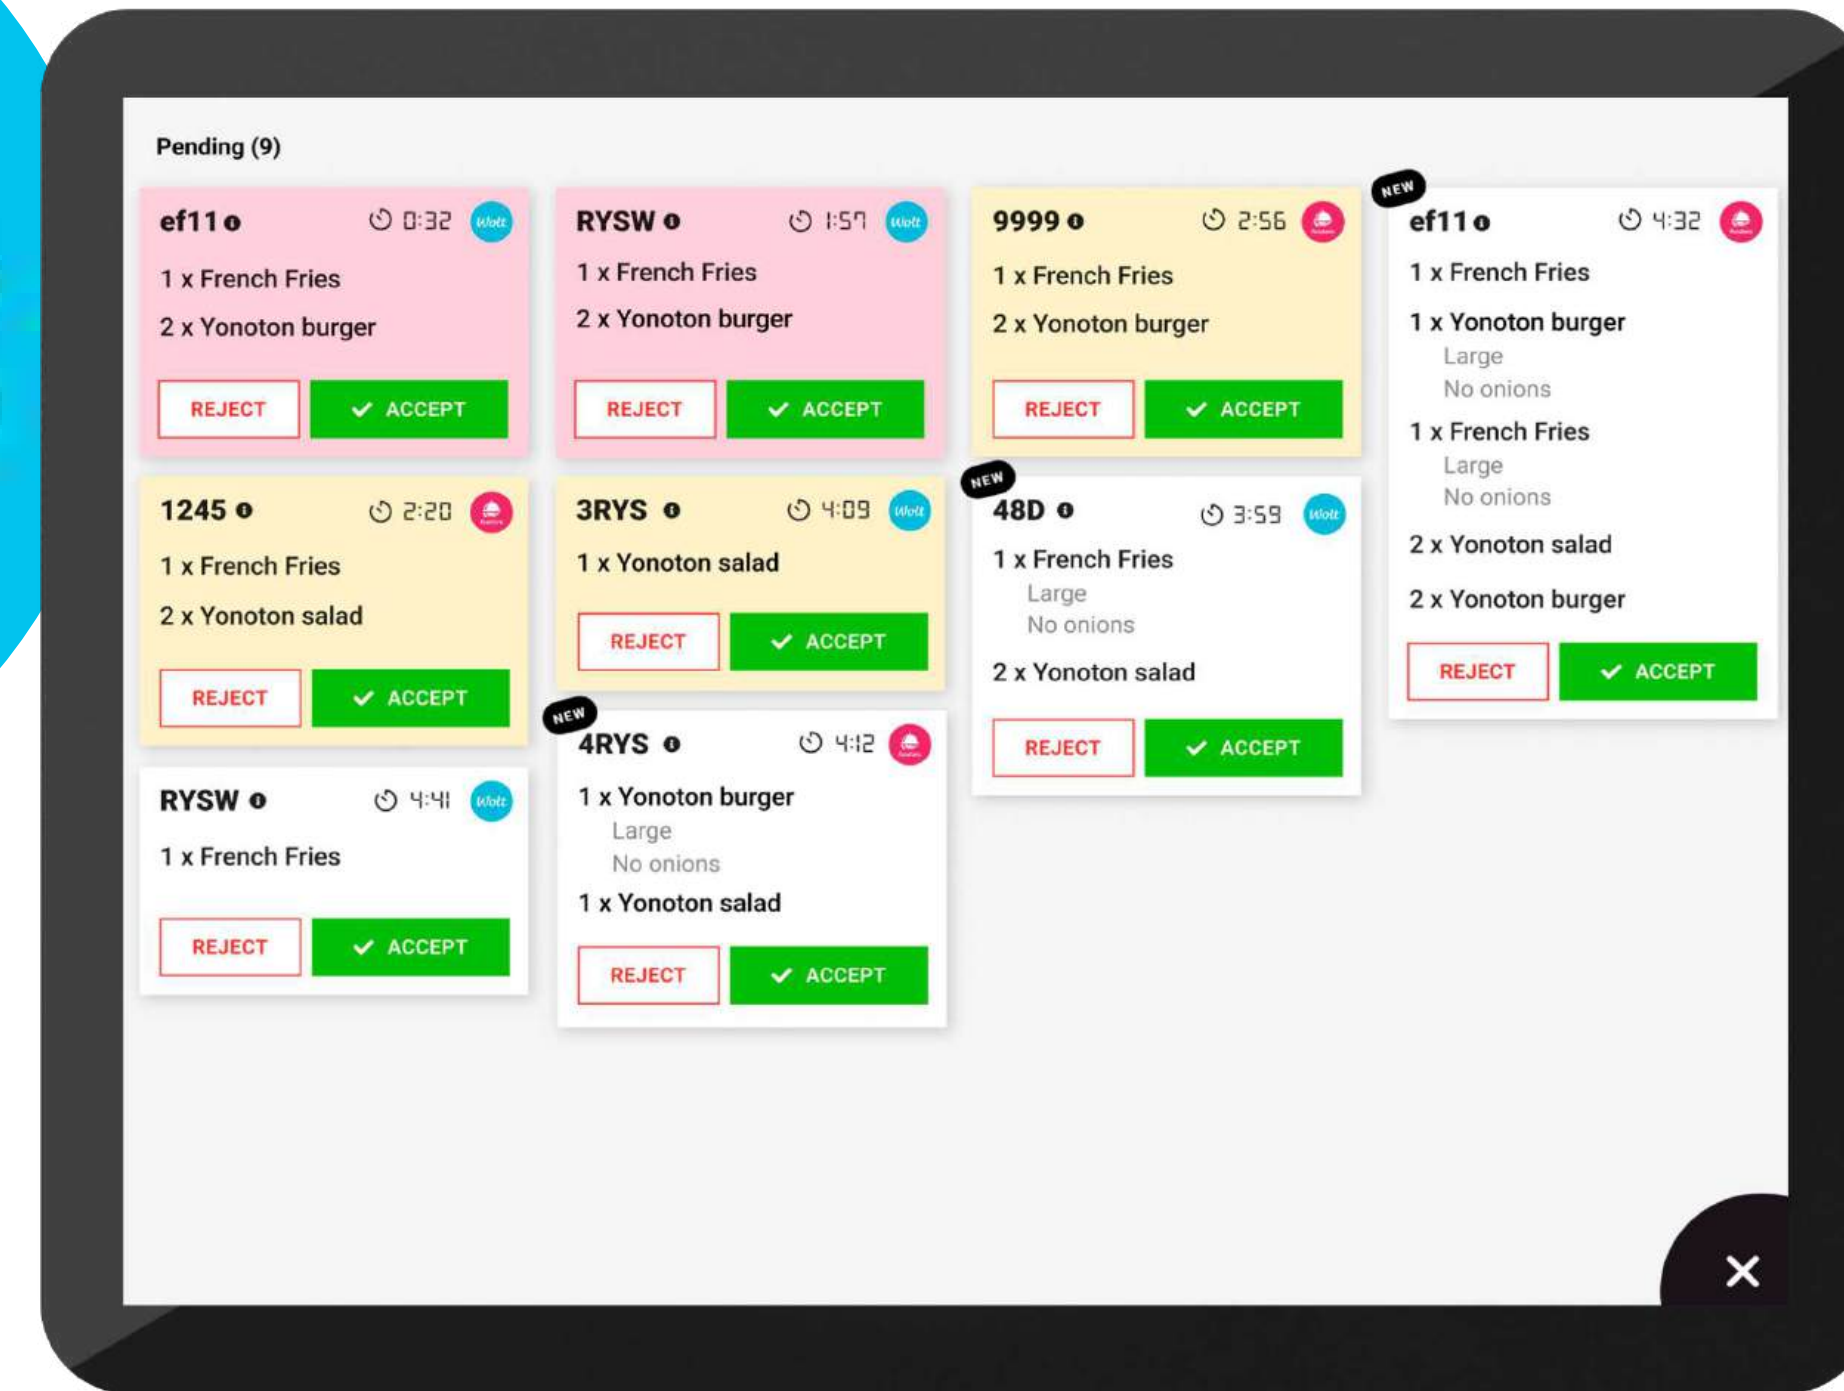 Pending (9)
ef11
0:32
Wolt
1 x French Fries
2 x Yonoton burger
REJECT
ACCEPT
1245
2:20
1 x French Fries
2 x Yonoton salad
REJECT
ACCEPT
RYSW
4:41
Wolt
1 x French Fries
REJECT
ACCEPT
RYSW
1:57
Wolt
1 x French Fries
2 x Yonoton burger
REJECT
ACCEPT
3RYS
4:09
Wolt
1 x Yonoton salad
REJECT
ACCEPT
NEW
4RYS
4:12
1 x Yonoton burger
Large
No onions
1 x Yonoton salad
REJECT
ACCEPT
9999
2:56
1 x French Fries
2 x Yonoton burger
REJECT
ACCEPT
NEW
48D
3:59
Wolt
1 x French Fries
Large
No onions
2 x Yonoton salad
REJECT
ACCEPT
NEW
ef11
4:32
1 x French Fries
1 x Yonoton burger
Large
No onions
1 x French Fries
Large
No onions
2 x Yonoton salad
2 x Yonoton burger
REJECT
ACCEPT